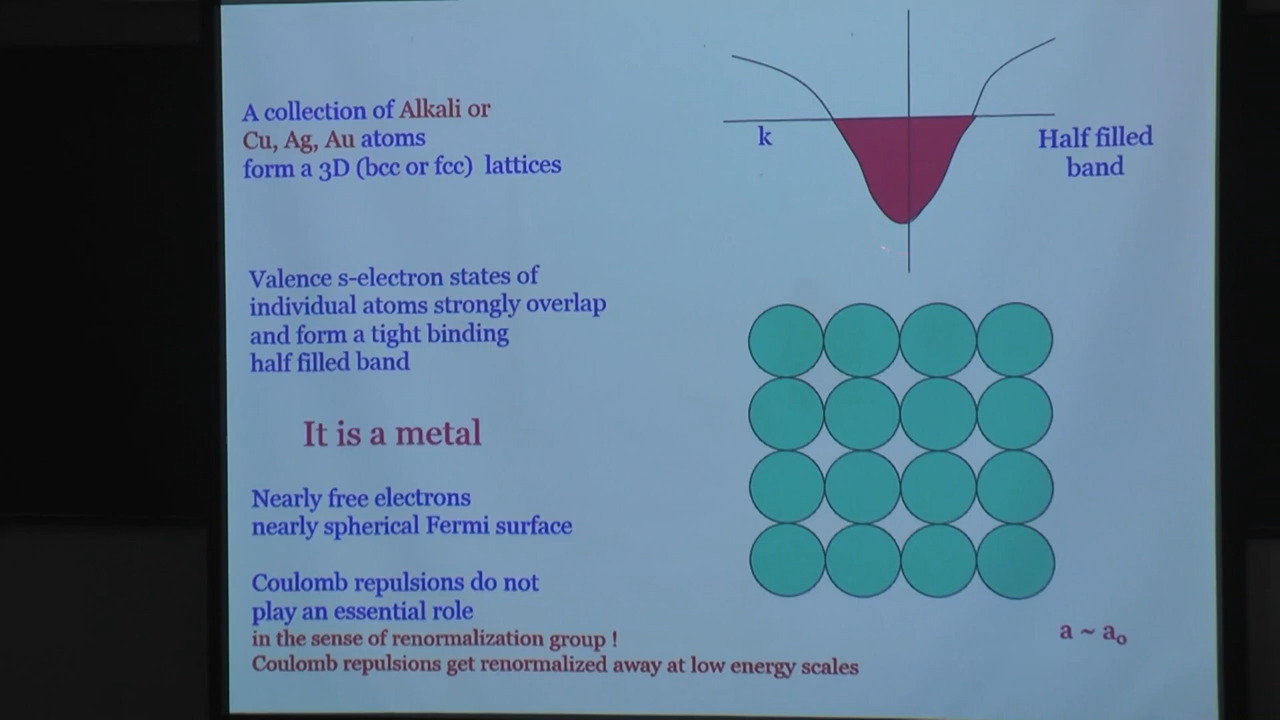 A collection of Alkali or
Cu, Ag, Au atoms
form a 3D (bcc or fcc) lattices
k
Half filled
band
Valence s-electron states of
individual atoms strongly overlap
and form a tight binding
half filled band
It is a metal
Nearly free electrons
nearly spherical Fermi surface
Coulomb repulsions do not
play an essential role
in the sense of renormalization group !
Coulomb repulsions get renormalized away at low energy scales
a ~ a₀